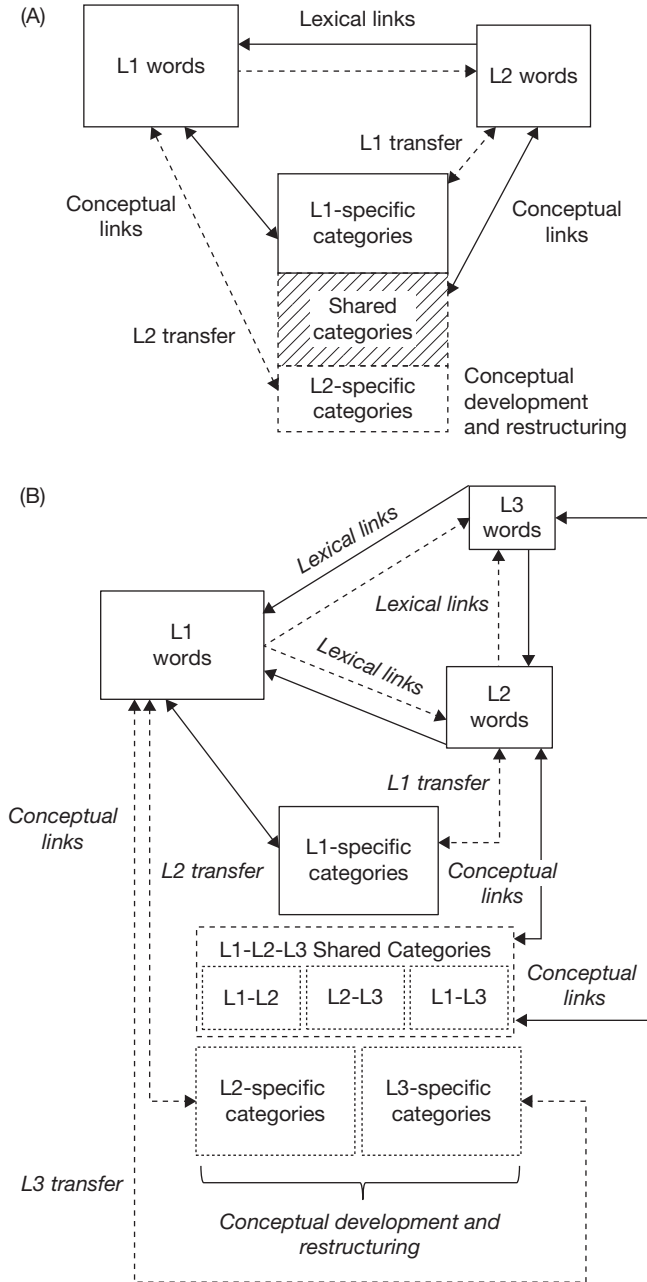 (A)
Lexical links
L1 words
L2 words
L1 transfer
Conceptual
links
L1-specific
categories
Conceptual
links
Shared
categories
L2 transfer
L2-specific
categories
Conceptual
development
and restructuring
(B)
L3
words
Lexical links
Lexical links
L1
words
Lexical links
L2
words
L1 transfer
Conceptual
links
L2 transfer
L1-specific
categories
Conceptual
links
L1-L2-L3 Shared Categories
L1-L2
L2-L3
L1-L3
Conceptual
links
L2-specific
categories
L3-specific
categories
L3 transfer
Conceptual development and
restructuring